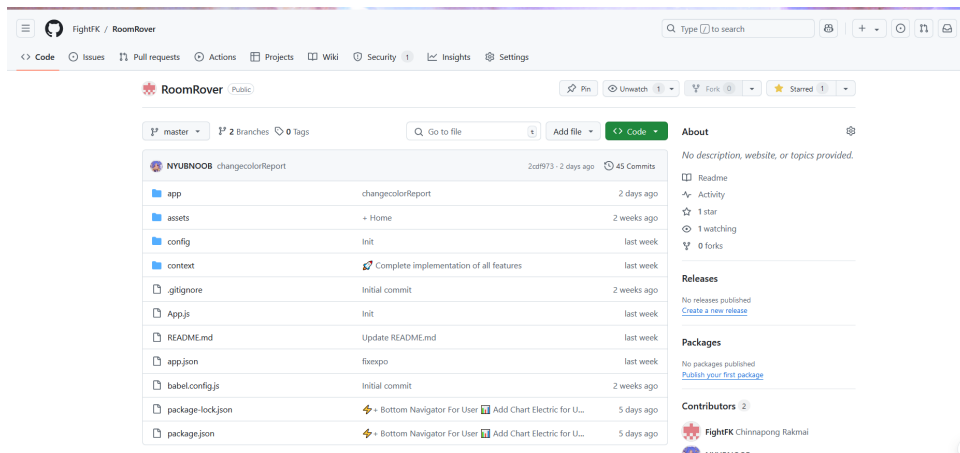 FightFK / RoomRover
Type / to search
Code
Issues
Pull requests
Actions
Projects
Wiki
Security 1
Insights
Settings
RoomRover Public
Pin
Unwatch 1
Fork 0
Starred 1
master
2 Branches
0 Tags
Go to file t
Add file
Code
NYUBNOOB changecolorReport 2cdf973 · 2 days ago 45 Commits
app changecolorReport 2 days ago
assets + Home 2 weeks ago
config Init last week
context 🚀 Complete implementation of all features last week
.gitignore Initial commit 2 weeks ago
App.js Init last week
README.md Update README.md last week
app.json fixexpo last week
babel.config.js Initial commit 2 weeks ago
package-lock.json ⚡+ Bottom Navigator For User 📊 Add Chart Electric for U... 5 days ago
package.json ⚡+ Bottom Navigator For User 📊 Add Chart Electric for U... 5 days ago
About
No description, website, or topics provided.
Readme
Activity
1 star
1 watching
0 forks
Releases
No releases published
Create a new release
Packages
No packages published
Publish your first package
Contributors 2
FightFK Chinnapong Rakmai